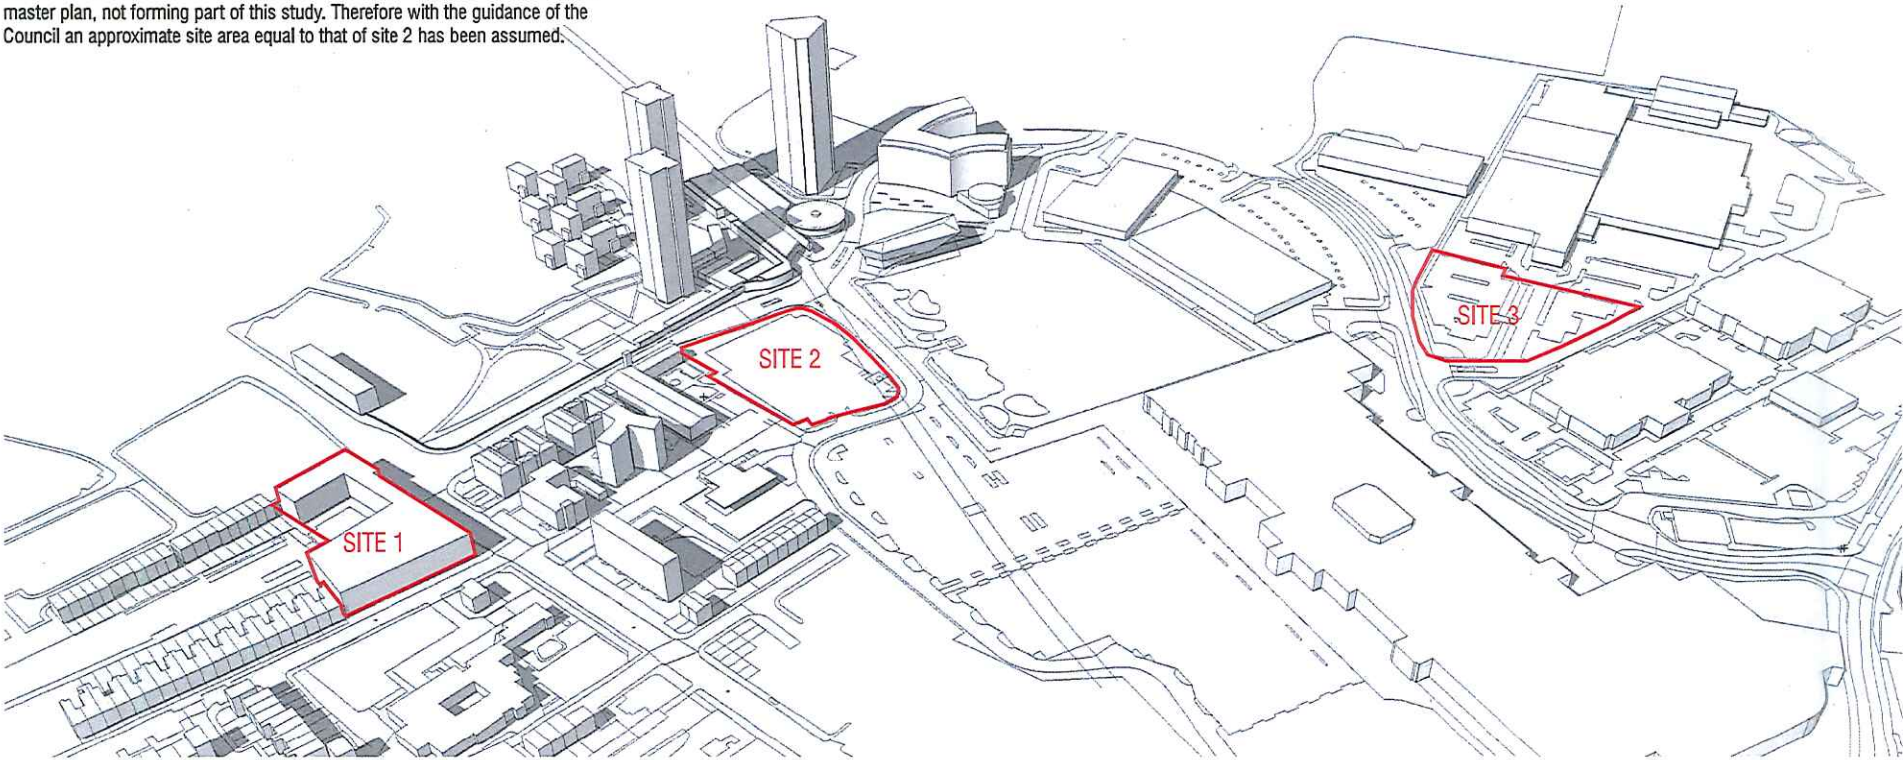 master plan, not forming part of this study. Therefore with the guidance of the
Council an approximate site area equal to that of site 2 has been assumed.
SITE 3
SITE 2
SITE 1